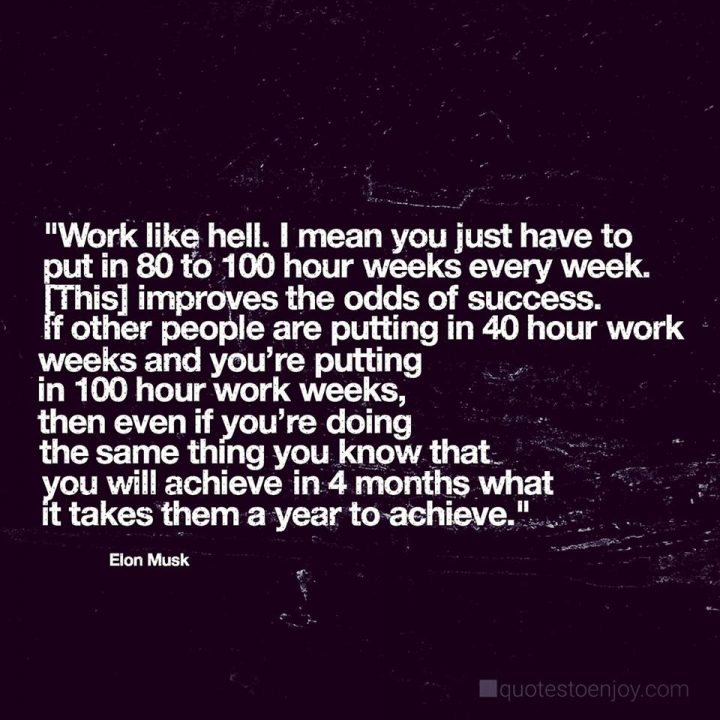 "Work like hell. I mean you just have to
put in 80 to 100 hour weeks every week.
[This] improves the odds of success.
If other people are putting in 40 hour work
weeks and you're putting
in 100 hour work weeks,
then even if you're doing
the same thing you know that
you will achieve in 4 months what
it takes them a year to achieve."
Elon Musk
quotestoenjoy.com